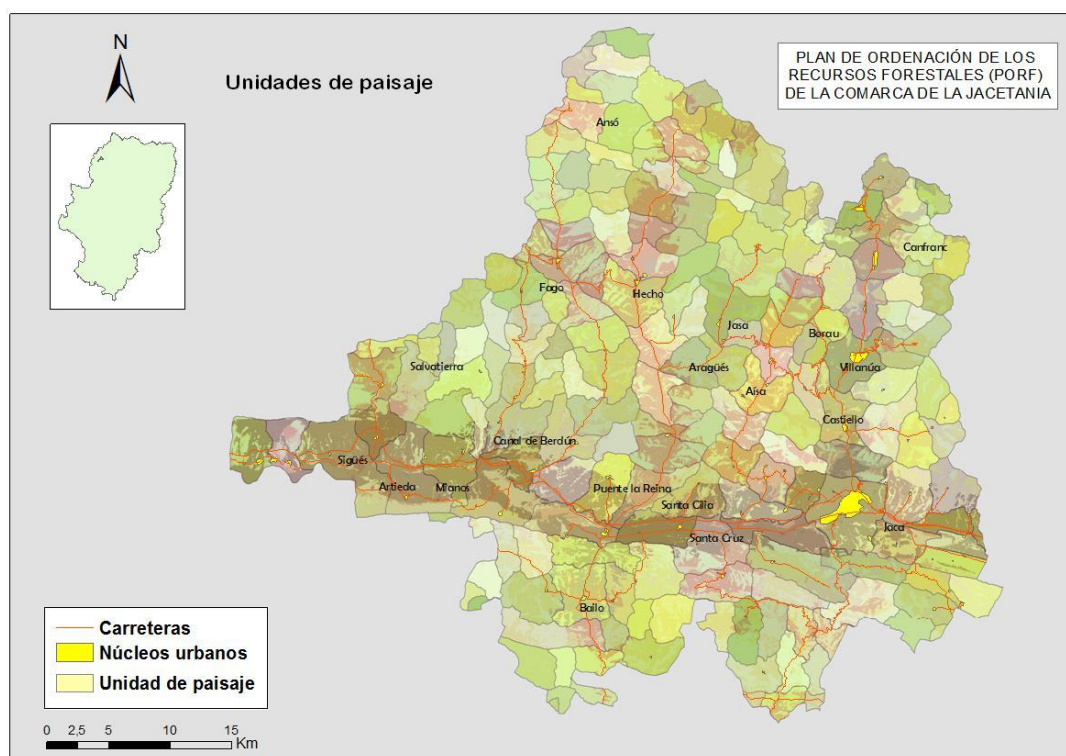 N
Unidades de paisaje
PLAN DE ORDENACIÓN DE LOS
RECURSOS FORESTALES (PORF)
DE LA COMARCA DE LA JACETANIA
Ansó
Canfranc
Fago
Hecho
Jasa
Borau
Salvatierra
Aragüés
Villanúa
Aísa
Castiello
Canal de Berdún
Sigüés
Artieda
Mianos
Puente la Reina
Santa Cilia
Jaca
Santa Cruz
Bailo
Carreteras
Núcleos urbanos
Unidad de paisaje
0 2,5 5 10 15
Km